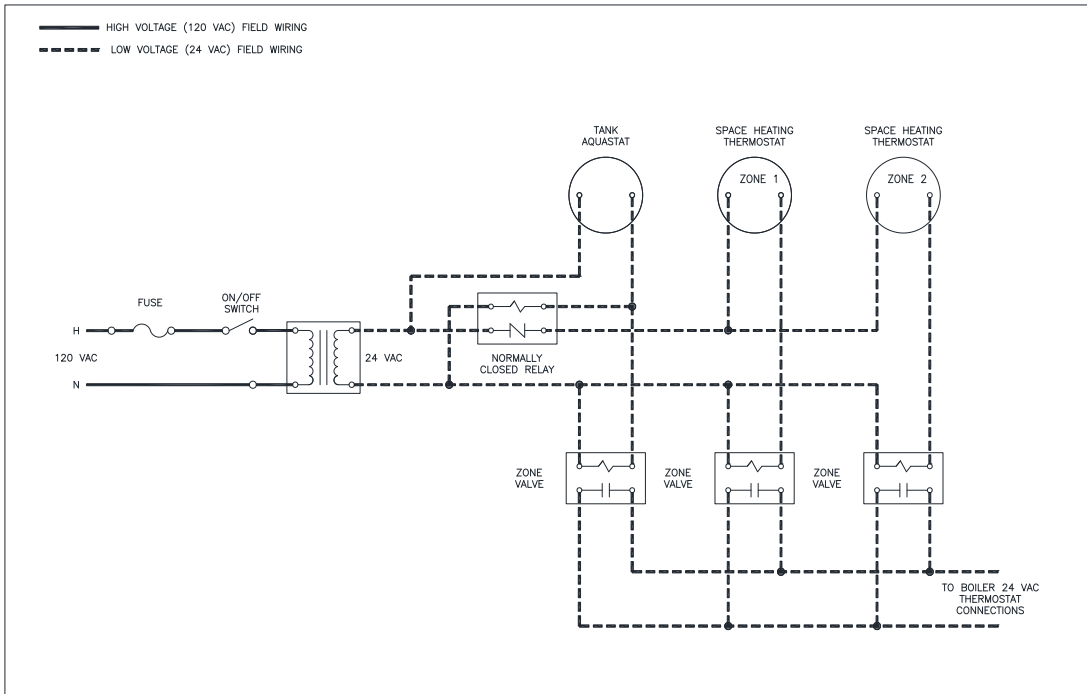 HIGH VOLTAGE (120 VAC) FIELD WIRING
LOW VOLTAGE (24 VAC) FIELD WIRING
TANK
AQUASTAT
SPACE HEATING
THERMOSTAT
SPACE HEATING
THERMOSTAT
ZONE 1
ZONE 2
FUSE
ON/OFF
SWITCH
H
120 VAC
N
24 VAC
NORMALLY
CLOSED RELAY
ZONE
VALVE
ZONE
VALVE
ZONE
VALVE
TO BOILER 24 VAC
THERMOSTAT
CONNECTIONS